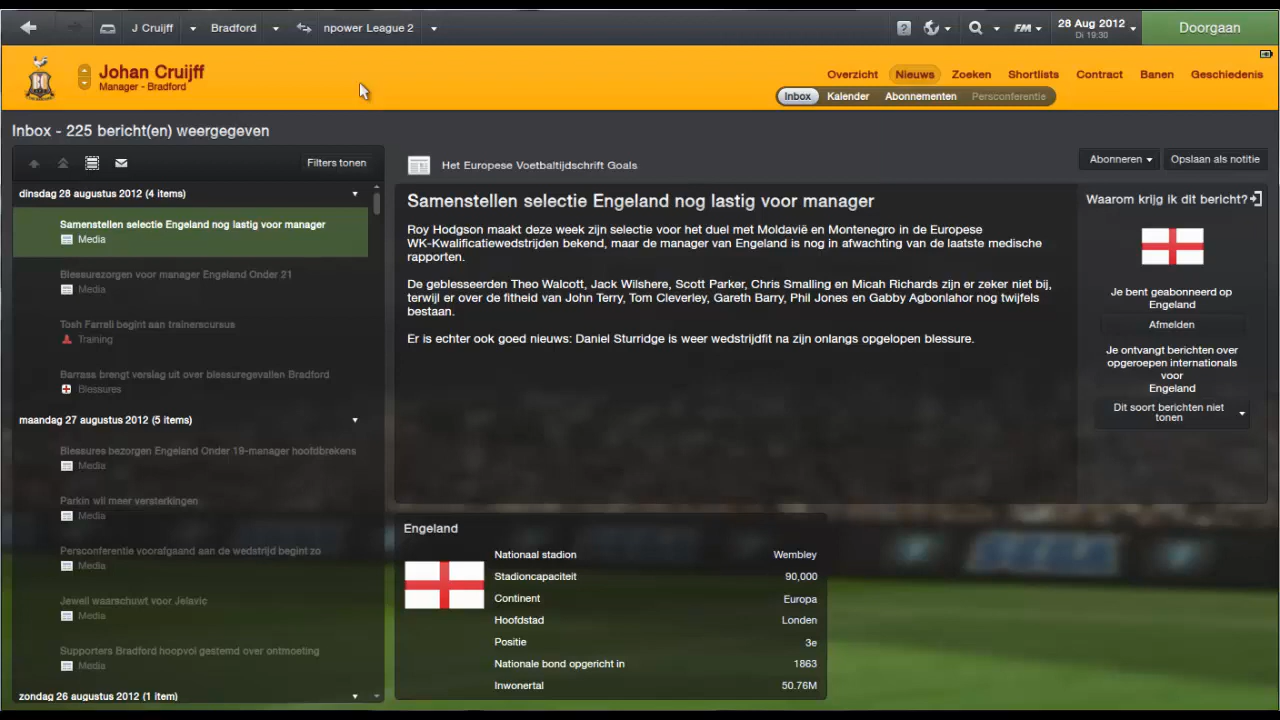 J Cruijff
Bradford
npower League 2
FM
28 Aug 2012
Di 19:30
Doorgaan
Johan Cruijff
Manager - Bradford
Overzicht
Nieuws
Zoeken
Shortlists
Contract
Banen
Geschiedenis
Inbox
Kalender
Abonnementen
Persconferentie
Inbox - 225 bericht(en) weergegeven
Filters tonen
dinsdag 28 augustus 2012 (4 items)
Samenstellen selectie Engeland nog lastig voor manager
Media
Blessurezorgen voor manager Engeland Onder 21
Media
Tosh Farrell begint aan trainerscursus
Training
Barrass brengt verslag uit over blessuregevallen Bradford
Blessures
maandag 27 augustus 2012 (5 items)
Blessures bezorgen Engeland Onder 19-manager hoofdbrekens
Media
Parkin wil meer versterkingen
Media
Persconferentie voorafgaand aan de wedstrijd begint zo
Media
Jewell waarschuwt voor Jelavic
Media
Supporters Bradford hoopvol gestemd over ontmoeting
Media
zondag 26 augustus 2012 (1 item)
Het Europese Voetbaltijdschrift Goals
Abonneren
Opslaan als notitie
Samenstellen selectie Engeland nog lastig voor manager
Roy Hodgson maakt deze week zijn selectie voor het duel met Moldavië en Montenegro in de Europese
WK-Kwalificatiewedstrijden bekend, maar de manager van Engeland is nog in afwachting van de laatste medische
rapporten.
De geblesseerden Theo Walcott, Jack Wilshere, Scott Parker, Chris Smalling en Micah Richards zijn er zeker niet bij,
terwijl er over de fitheid van John Terry, Tom Cleverley, Gareth Barry, Phil Jones en Gabby Agbonlahor nog twijfels
bestaan.
Er is echter ook goed nieuws: Daniel Sturridge is weer wedstrijdfit na zijn onlangs opgelopen blessure.
Waarom krijg ik dit bericht?
Je bent geabonneerd op
Engeland
Afmelden
Je ontvangt berichten over
opgeroepen internationals
voor
Engeland
Dit soort berichten niet
tonen
Engeland
Nationaal stadion Wembley
Stadioncapaciteit 90,000
Continent Europa
Hoofdstad Londen
Positie 3e
Nationale bond opgericht in 1863
Inwonertal 50.76M